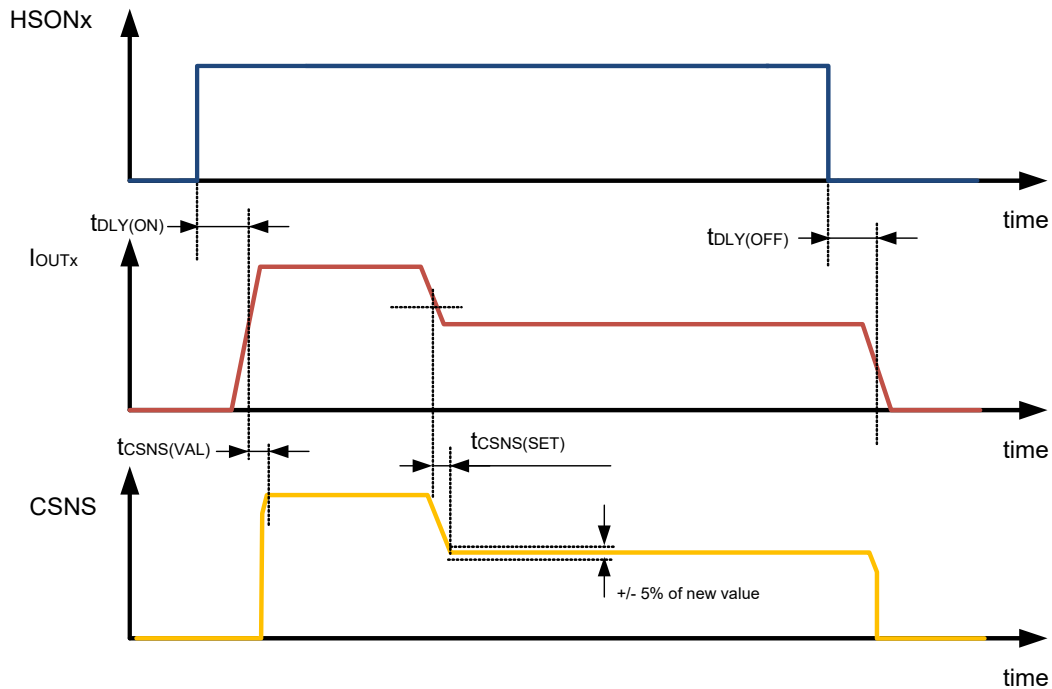 HSONx
time
tDLY(ON)
tDLY(OFF)
IOUTx
time
tCSNS(VAL)
tCSNS(SET)
CSNS
+/- 5% of new value
time